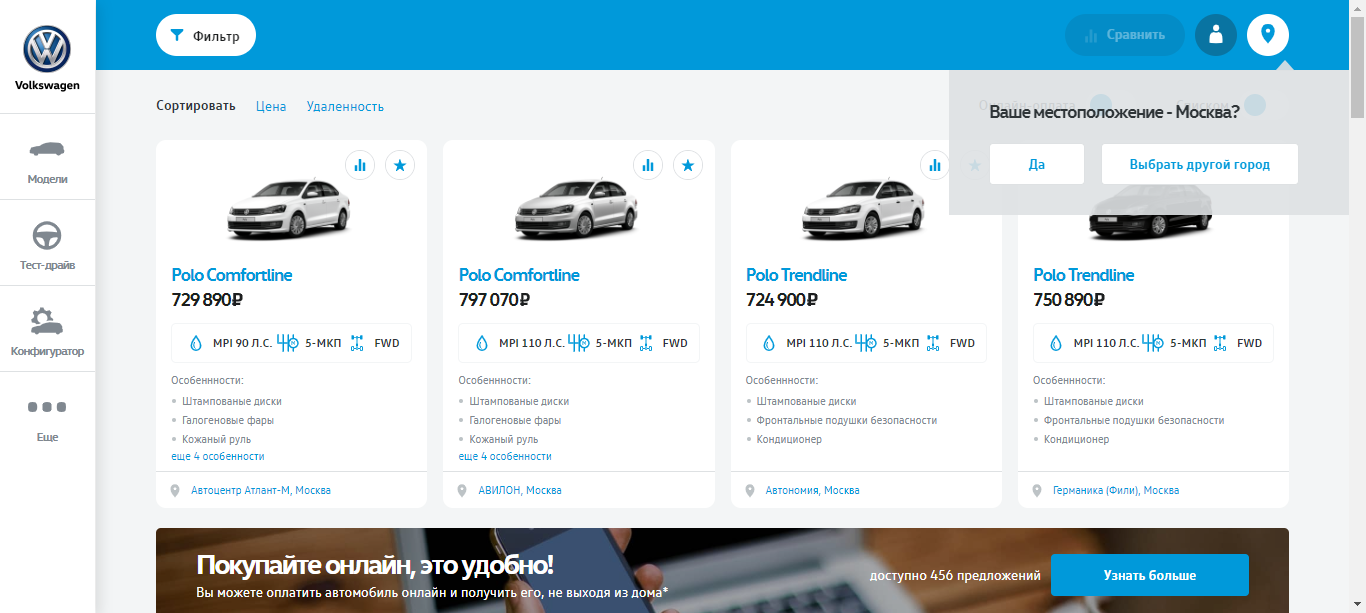 Volkswagen
Модели
Тест-драйв
Конфигуратор
Еще
Фильтр
Сравнить
Сортировать Цена Удаленность
Ваше местоположение - Москва?
Да Выбрать другой город
Polo Comfortline
729 890₽
MPI 90 Л.С. 5-МКП FWD
Особеннности:
Штампованые диски
Галогеновые фары
Кожаный руль
еще 4 особенности
Автоцентр Атлант-М, Москва
Polo Comfortline
797 070₽
MPI 110 Л.С. 5-МКП FWD
Особеннности:
Штампованые диски
Галогеновые фары
Кожаный руль
еще 4 особенности
АВИЛОН, Москва
Polo Trendline
724 900₽
MPI 110 Л.С. 5-МКП FWD
Особеннности:
Штампованые диски
Фронтальные подушки безопасности
Кондиционер
Автономия, Москва
Polo Trendline
750 890₽
MPI 110 Л.С. 5-МКП FWD
Особеннности:
Штампованые диски
Фронтальные подушки безопасности
Кондиционер
Германика (Фили), Москва
Покупайте онлайн, это удобно!
Вы можете оплатить автомобиль онлайн и получить его, не выходя из дома*
доступно 456 предложений
Узнать больше